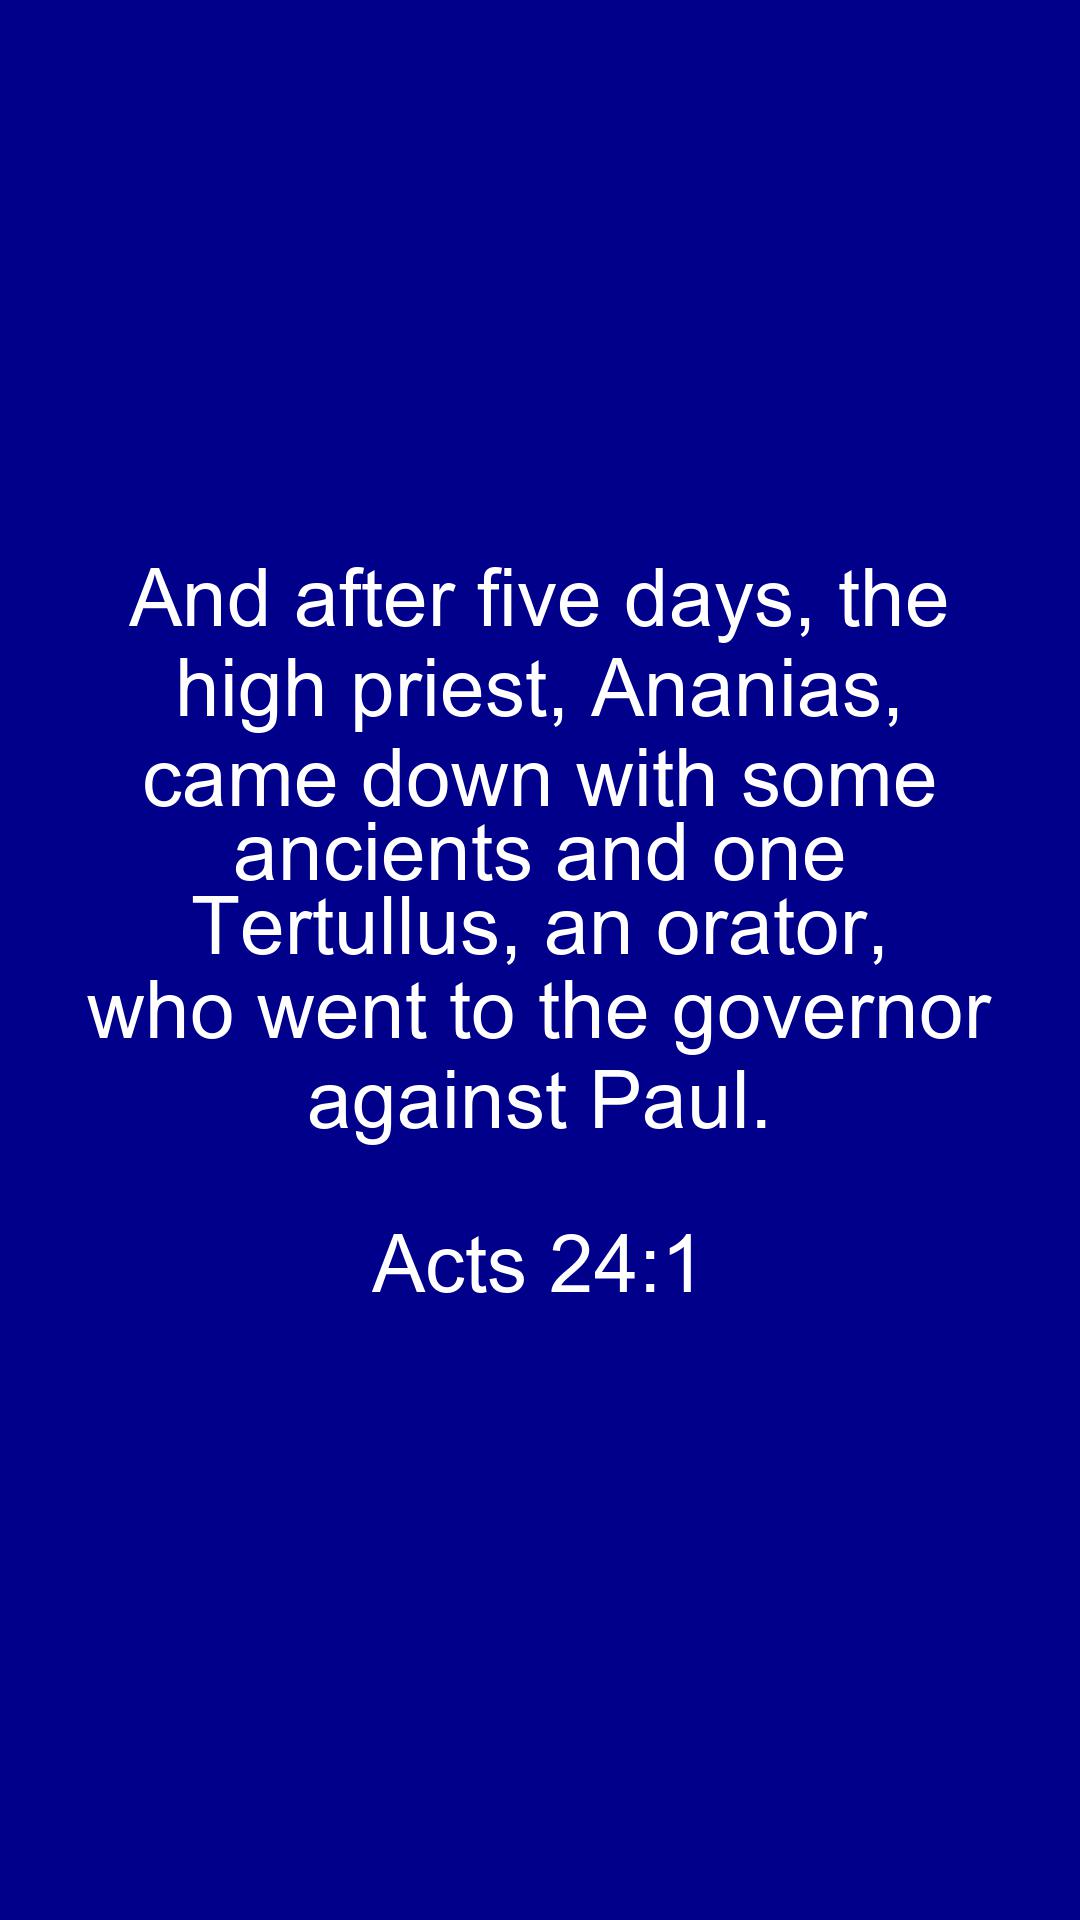 And after five days, the
high priest, Ananias,
came down with some
ancients and one
Tertullus, an orator,
who went to the governor
against Paul.
Acts 24:1